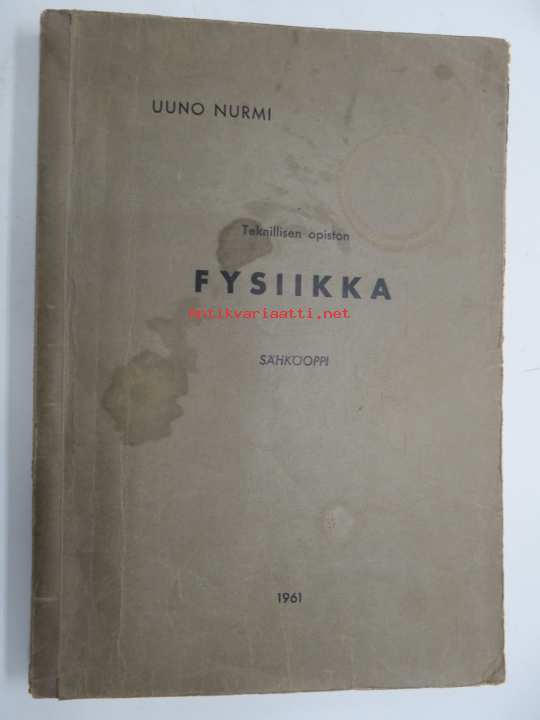 UUNO NURMI
Teknillisen opiston
FYSIIKKA
Antikvariaatti.net
SÄHKÖOPPI
1961